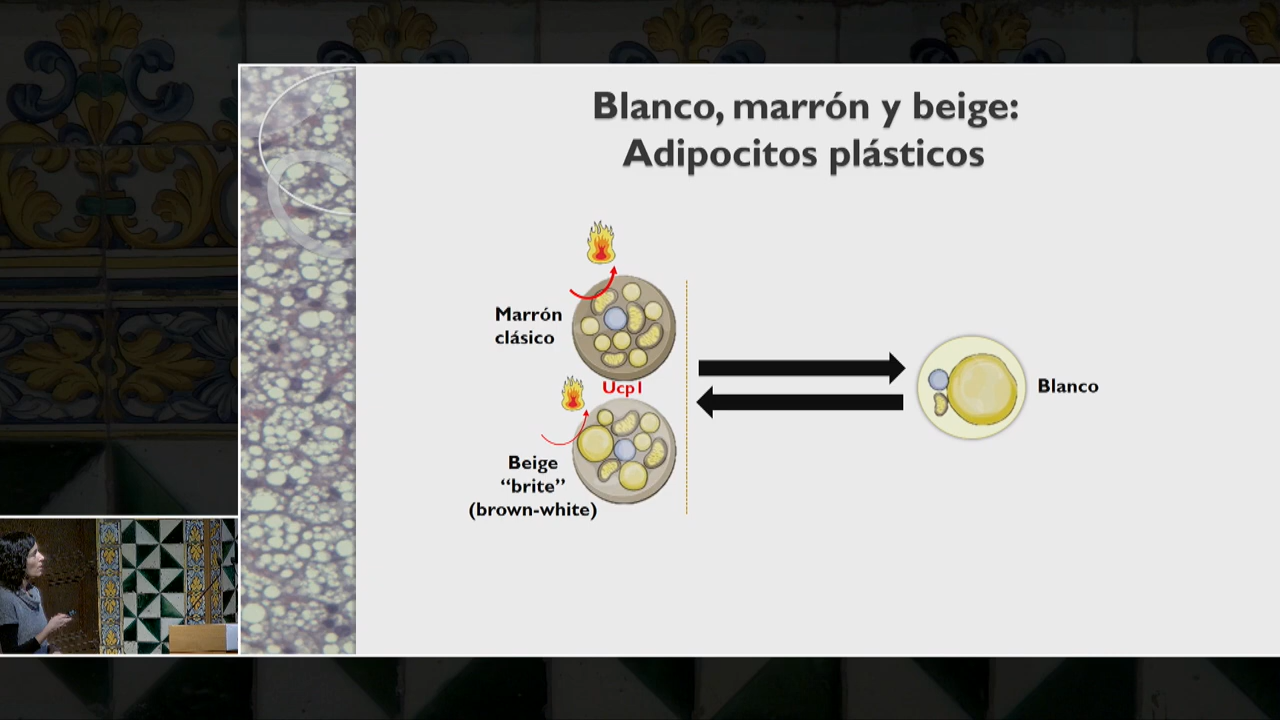 Blanco, marrón y beige:
Adipocitos plásticos
Marrón
clásico
Ucp1
Beige
“brite”
(brown-white)
Blanco